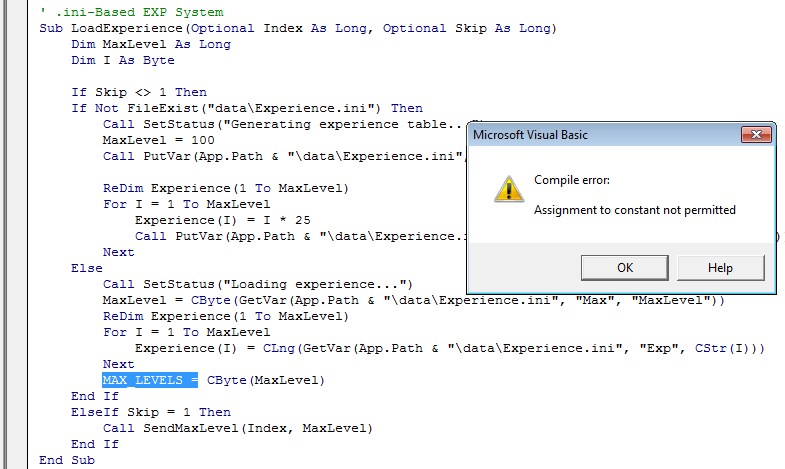 ' .ini-Based EXP System
Sub LoadExperience(Optional Index As Long, Optional Skip As Long)
Dim MaxLevel As Long
Dim I As Byte
If Skip <> 1 Then
If Not FileExist("data\Experience.ini") Then
Call SetStatus("Generating experience table...")
MaxLevel = 100
Call PutVar(App.Path & "\data\Experience.ini",
ReDim Experience(1 To MaxLevel)
For I = 1 To MaxLevel
Experience(I) = I * 25
Call PutVar(App.Path & "\data\Experience.i )
Next
Else
Call SetStatus("Loading experience...")
MaxLevel = CByte(GetVar(App.Path & "\data\Experience.ini", "Max", "MaxLevel"))
ReDim Experience(1 To MaxLevel)
For I = 1 To MaxLevel
Experience(I) = CLng(GetVar(App.Path & "\data\Experience.ini", "Exp", CStr(I)))
Next
MAX_LEVELS = CByte(MaxLevel)
End If
ElseIf Skip = 1 Then
Call SendMaxLevel(Index, MaxLevel)
End If
End Sub
Microsoft Visual Basic
Compile error:
Assignment to constant not permitted
OK
Help